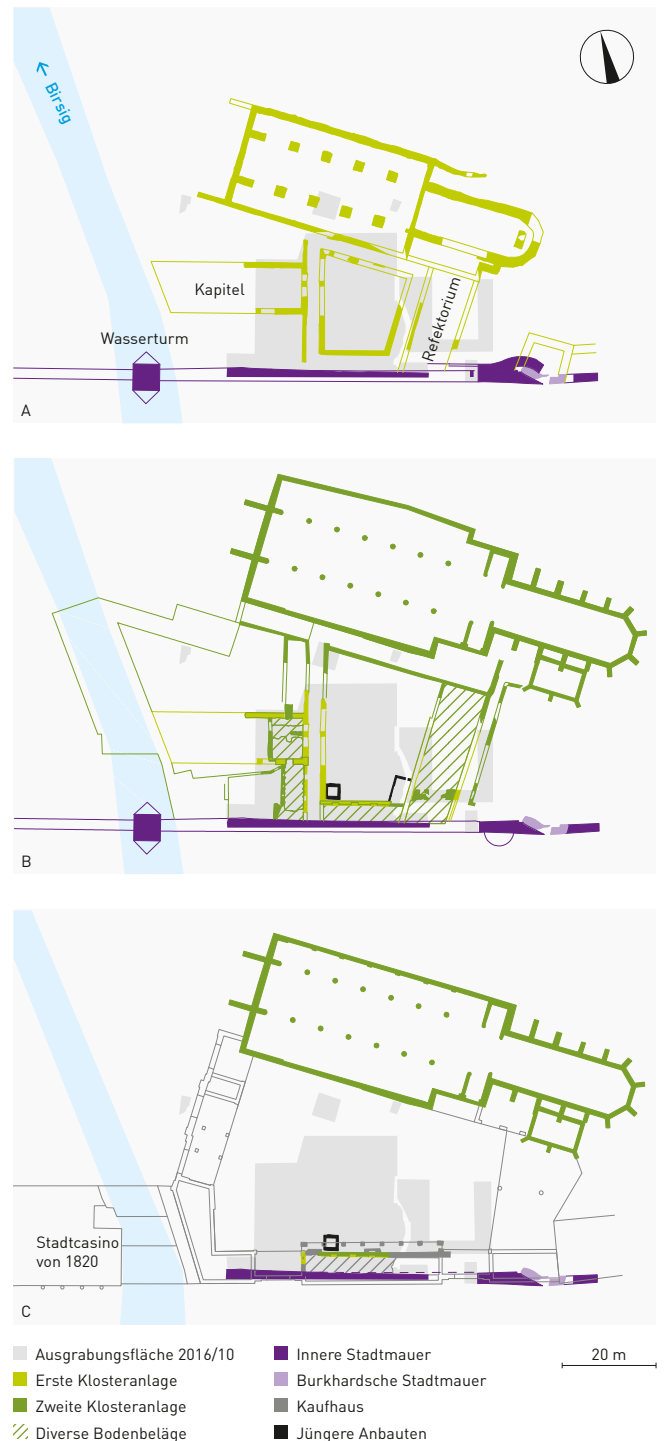 Birsig
Kapitel
Refektorium
Wasserturm
A
B
Stadtcasino
von 1820
C
Ausgrabungsfläche 2016/10
Erste Klosteranlage
Zweite Klosteranlage
Diverse Bodenbeläge
Innere Stadtmauer
Burkhardsche Stadtmauer
Kaufhaus
Jüngere Anbauten
20 m